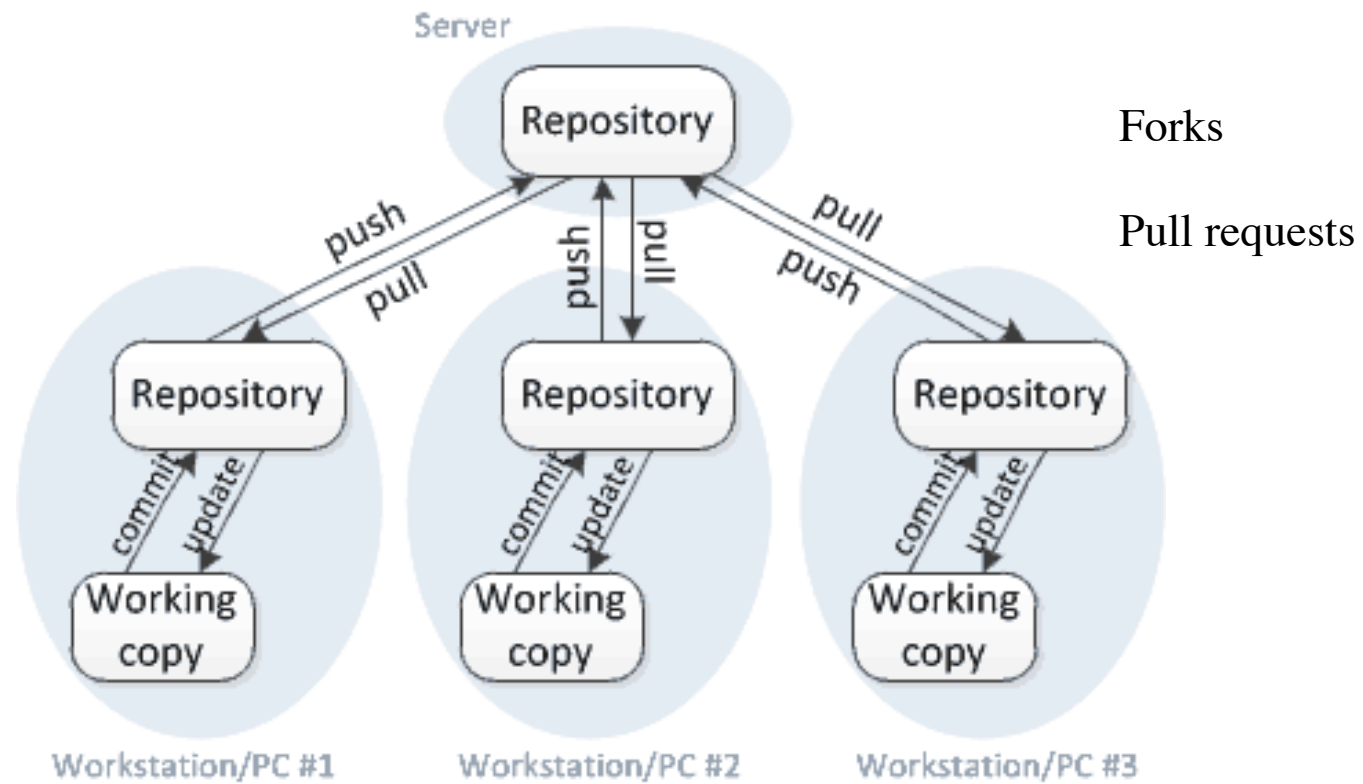 Server
Repository
Forks
Pull requests
push
pull
push
pull
pull
push
Repository
Repository
Repository
commit
update
commit
update
commit
update
Working
copy
Working
copy
Working
copy
Workstation/PC #1
Workstation/PC #2
Workstation/PC #3